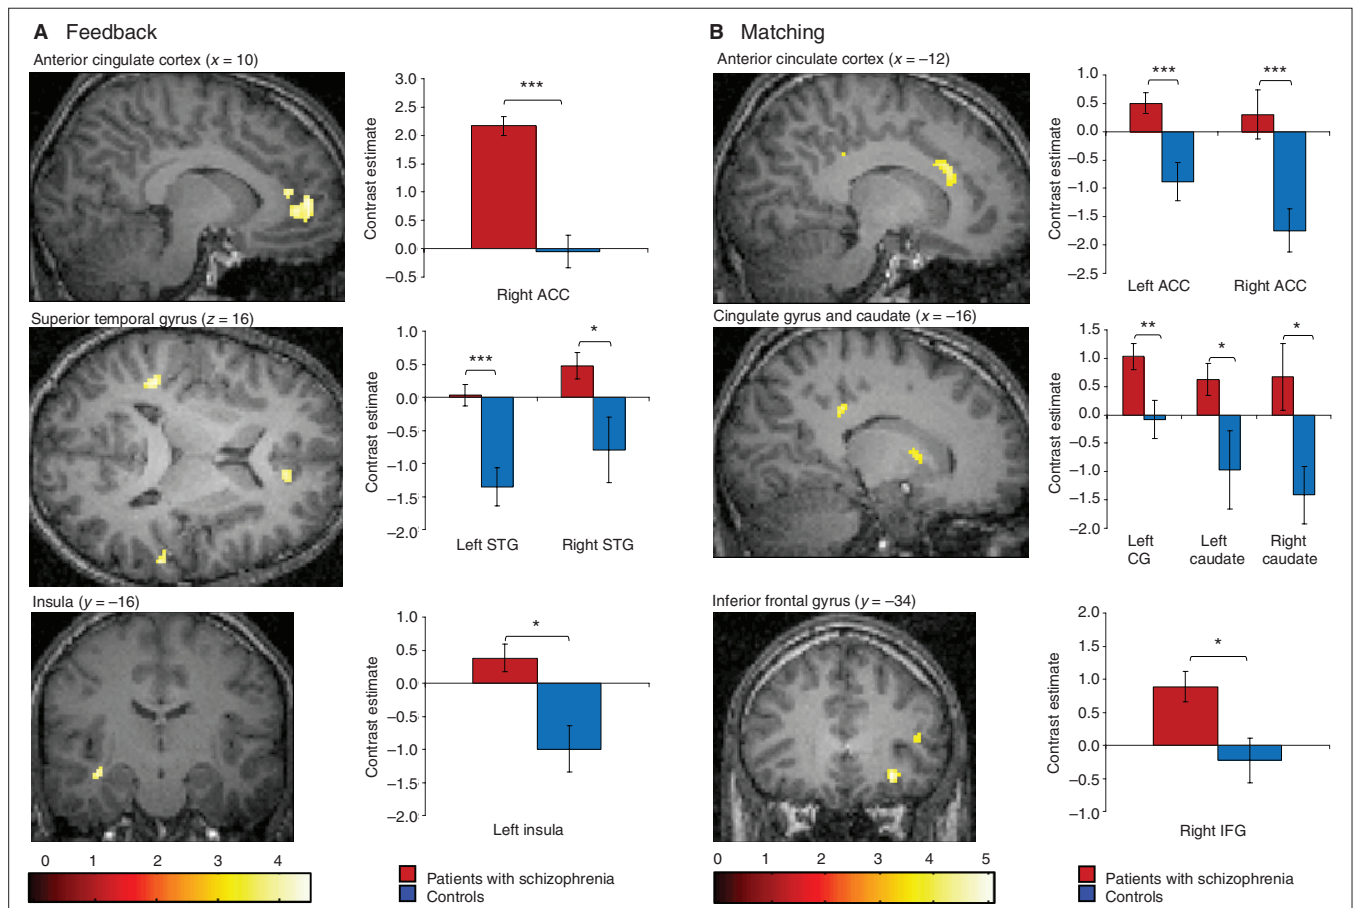 A Feedback
Anterior cingulate cortex (x = 10)
3.0
2.5
2.0
1.5
1.0
0.5
0.0
–0.5
Contrast estimate
***
Right ACC
Superior temporal gyrus (z = 16)
1.0
0.5
0.0
–0.5
–1.0
–1.5
–2.0
Contrast estimate
***
*
Left STG
Right STG
Insula (y = –16)
1.0
0.5
0.0
–0.5
–1.0
–1.5
–2.0
Contrast estimate
*
Left insula
0 1 2 3 4
Patients with schizophrenia
Controls
B Matching
Anterior cinculate cortex (x = –12)
1.0
0.5
0.0
–0.5
–1.0
–1.5
–2.0
–2.5
Contrast estimate
***
***
Left ACC
Right ACC
Cingulate gyrus and caudate (x = –16)
1.5
1.0
0.5
0.0
–0.5
–1.0
–1.5
–2.0
Contrast estimate
**
*
*
Left
CG
Left
caudate
Right
caudate
Inferior frontal gyrus (y = –34)
2.0
1.5
1.0
0.5
0.0
–0.5
–1.0
Contrast estimate
*
Right IFG
0 1 2 3 4 5
Patients with schizophrenia
Controls